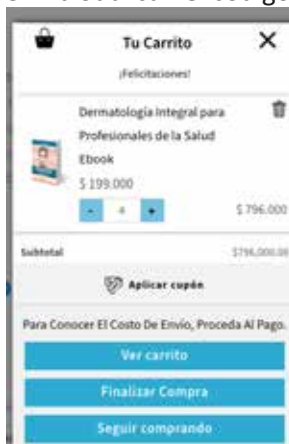 Tu Carrito
¡Felicitaciones!
Dermatología Integral para
Profesionales de la Salud
Ebook
$ 199.000
- 4 +
$ 796.000
Subtotal
$796,000.00
Aplicar cupón
Para Conocer El Costo De Envío, Proceda Al Pago.
Ver carrito
Finalizar Compra
Seguir comprando